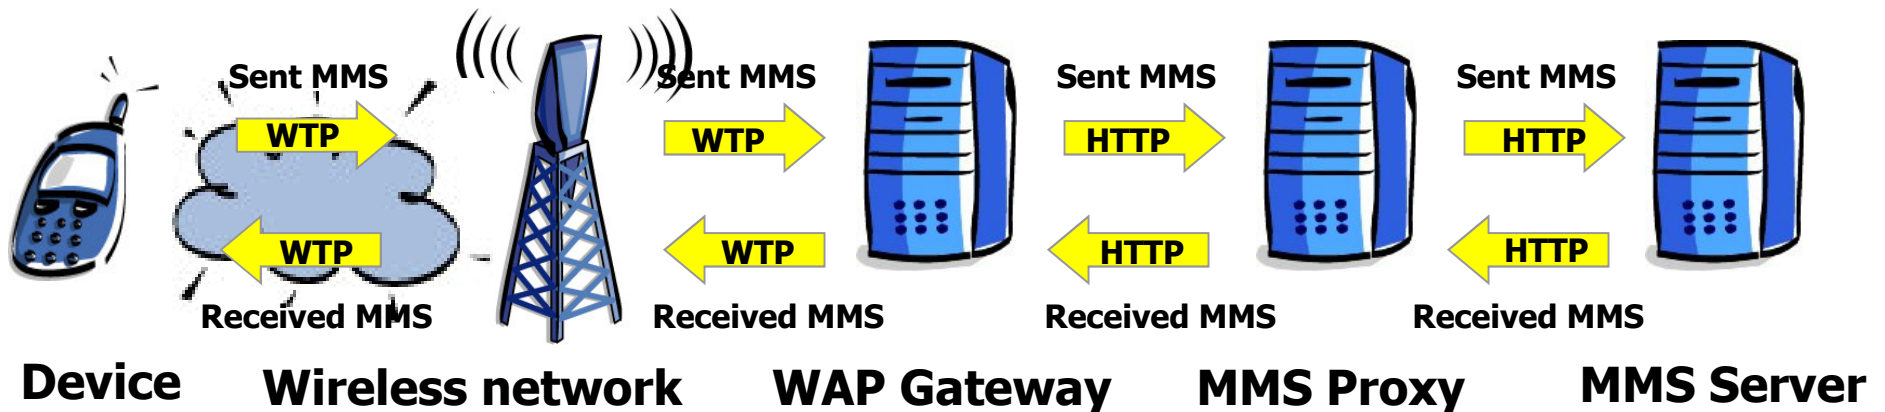 Sent MMS Sent MMS Sent MMS Sent MMS
WTP WTP HTTP HTTP
WTP WTP HTTP HTTP
Received MMS Received MMS Received MMS Received MMS
Device Wireless network WAP Gateway MMS Proxy MMS Server